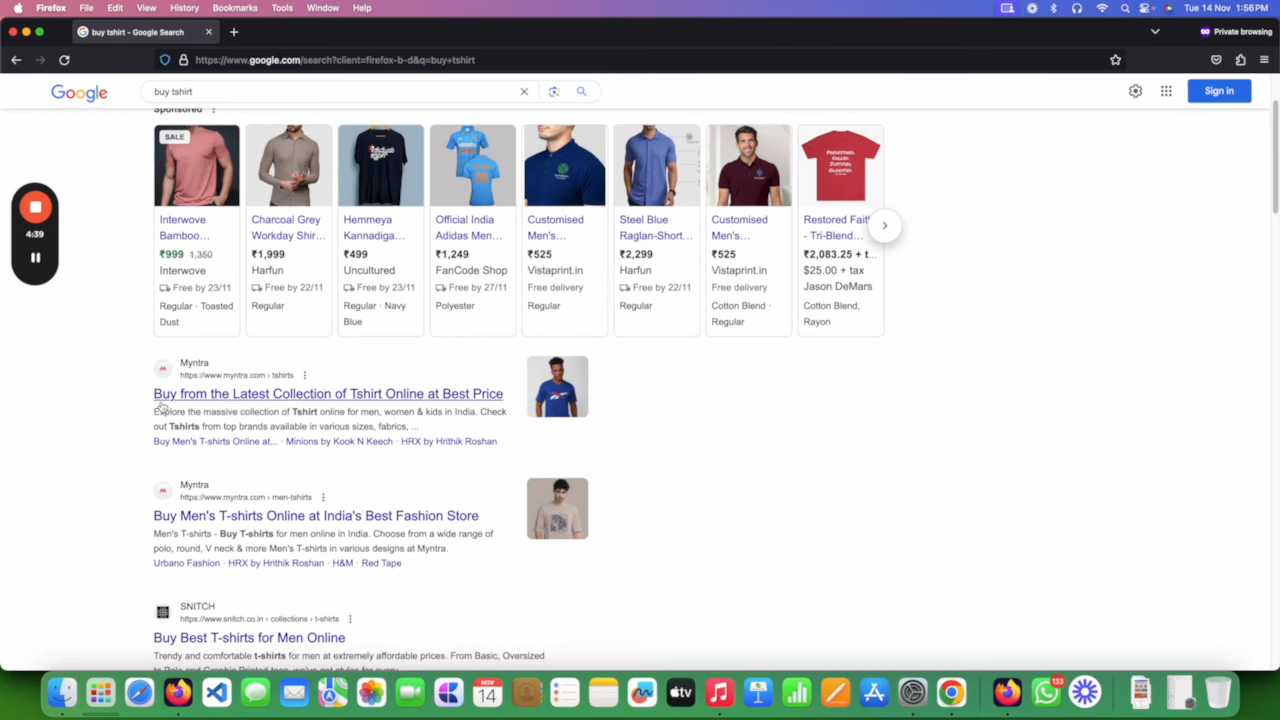 Firefox File Edit View History Bookmarks Tools Window Help Tue 14 Nov 1:56 PM
buy tshirt - Google Search
Private browsing
https://www.google.com/search?client=firefox-b-d&q=buy+tshirt
Google
buy tshirt
Sign in
Sponsored
4:39
SALE
Interwove
Bamboo...
₹999 1,350
Interwove
Free by 23/11
Regular · Toasted
Dust
Charcoal Grey
Workday Shir...
₹1,999
Harfun
Free by 22/11
Regular
Hemmeya
Kannadiga...
₹499
Uncultured
Free by 23/11
Regular · Navy
Blue
Official India
Adidas Men...
₹1,249
FanCode Shop
Free by 27/11
Polyester
Customised
Men's...
₹525
Vistaprint.in
Free delivery
Regular
Steel Blue
Raglan-Short...
₹2,299
Harfun
Free by 22/11
Regular
Customised
Men's...
₹525
Vistaprint.in
Free delivery
Cotton Blend ·
Regular
Restored Faith
- Tri-Blend...
₹2,083.25 + t...
$25.00 + tax
Jason DeMars
Cotton Blend,
Rayon
Myntra
https://www.myntra.com › tshirts
Buy from the Latest Collection of Tshirt Online at Best Price
Explore the massive collection of Tshirt online for men, women & kids in India. Check
out Tshirts from top brands available in various sizes, fabrics, ...
Buy Men's T-shirts Online at... · Minions by Kook N Keech · HRX by Hrithik Roshan
Myntra
https://www.myntra.com › men-tshirts
Buy Men's T-shirts Online at India's Best Fashion Store
Men's T-shirts - Buy T-shirts for men online in India. Choose from a wide range of
polo, round, V neck & more Men's T-shirts in various designs at Myntra.
Urbano Fashion · HRX by Hrithik Roshan · H&M · Red Tape
SNITCH
https://www.snitch.co.in › collections › t-shirts
Buy Best T-shirts for Men Online
Trendy and comfortable t-shirts for men at extremely affordable prices. From Basic, Oversized
NOV
14
tv
133